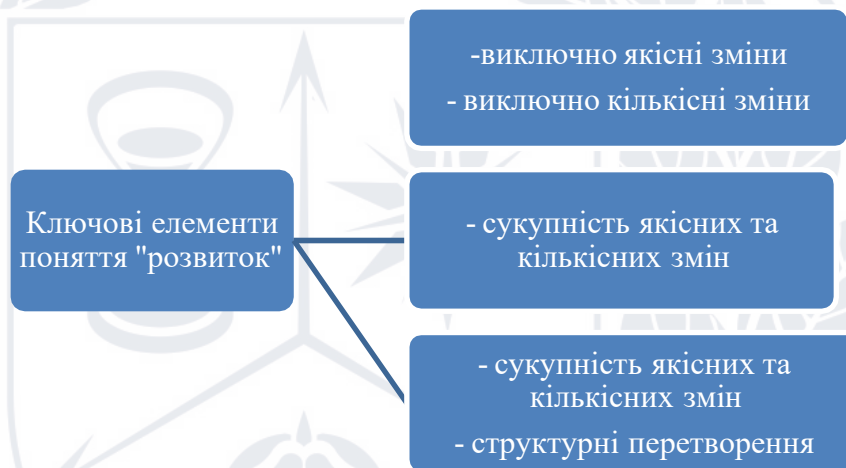 Ключові елементи
поняття "розвиток"
-виключно якісні зміни
- виключно кількісні зміни
- сукупність якісних та
кількісних змін
- сукупність якісних та
кількісних змін
- структурні перетворення